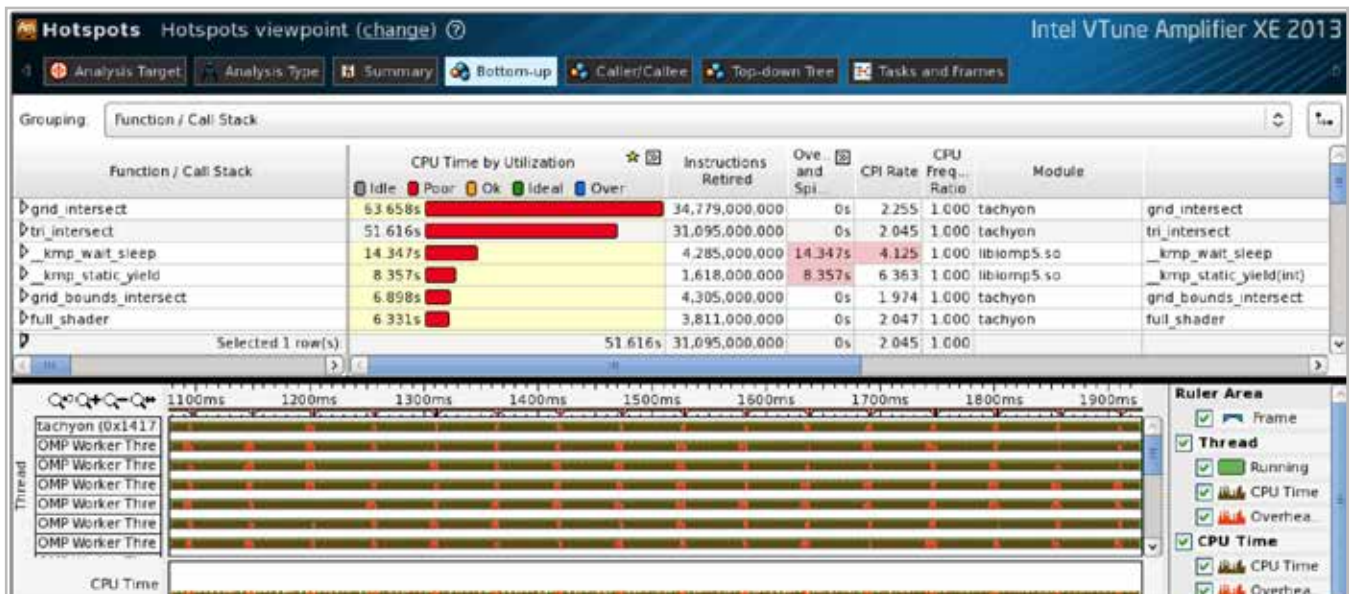 Hotspots Hotspots viewpoint (change) ? Intel VTune Amplifier XE 2013
Analysis Target Analysis Type Summary Bottom-up Caller/Callee Top-down Tree Tasks and Frames
Grouping: Function / Call Stack
Function / Call Stack CPU Time by Utilization Instructions Retired Ove... and Spi... CPI Rate CPU Freq... Ratio Module
Idle Poor Ok Ideal Over
grid_intersect 63.658s 34,779,000,000 0s 2.255 1.000 tachyon grid_intersect
tri_intersect 51.616s 31,095,000,000 0s 2.045 1.000 tachyon tri_intersect
__kmp_wait_sleep 14.347s 4,285,000,000 14.347s 4.125 1.000 libiomp5.so __kmp_wait_sleep
__kmp_static_yield 8.357s 1,618,000,000 8.357s 6.363 1.000 libiomp5.so __kmp_static_yield(int)
grid_bounds_intersect 6.898s 4,305,000,000 0s 1.974 1.000 tachyon grid_bounds_intersect
full_shader 6.331s 3,811,000,000 0s 2.047 1.000 tachyon full_shader
Selected 1 row(s): 51.616s 31,095,000,000 0s 2.045 1.000
1100ms 1200ms 1300ms 1400ms 1500ms 1600ms 1700ms 1800ms 1900ms
Thread
tachyon (0x1417
OMP Worker Thre
OMP Worker Thre
OMP Worker Thre
OMP Worker Thre
OMP Worker Thre
OMP Worker Thre
CPU Time
Ruler Area
Frame
Thread
Running
CPU Time
Overhea...
CPU Time
CPU Time
Overhea...